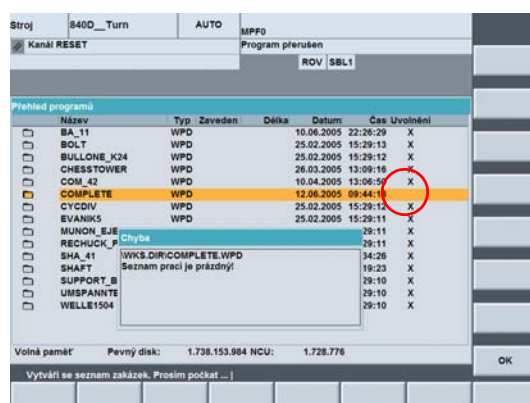 Stroj 840D__Turn AUTO MPF0
Kanál RESET Program přerušen
ROV SBL1
Přehled programů
Název Typ Zaveden Délka Datum Čas Uvolnění
BA_11 WPD 10.06.2005 22:26:29 X
BOLT WPD 25.02.2005 15:29:13 X
BULLONE_K24 WPD 25.02.2005 15:29:12 X
CHESSTOWER WPD 26.03.2005 13:09:16 X
COM_42 WPD 10.04.2005 13:06:50 X
COMPLETE WPD 12.06.2005 09:44:18
CYCDIV WPD 25.02.2005 15:29:12 X
EVANIK5 WPD 25.02.2005 15:29:11 X
MUNON_EJE 29:11 X
Chyba
RECHUCK_P 29:11 X
SHA_41 \WKS.DIR\COMPLETE.WPD 34:26 X
SHAFT Seznam prací je prázdný! 19:23 X
SUPPORT_B 29:10 X
UMSPANNTE 29:10 X
WELLE1504 29:10 X
Volná paměť Pevný disk: 1.738.153.984 NCU: 1.728.776
OK
Vytváří se seznam zakázek. Prosím počkat ... |